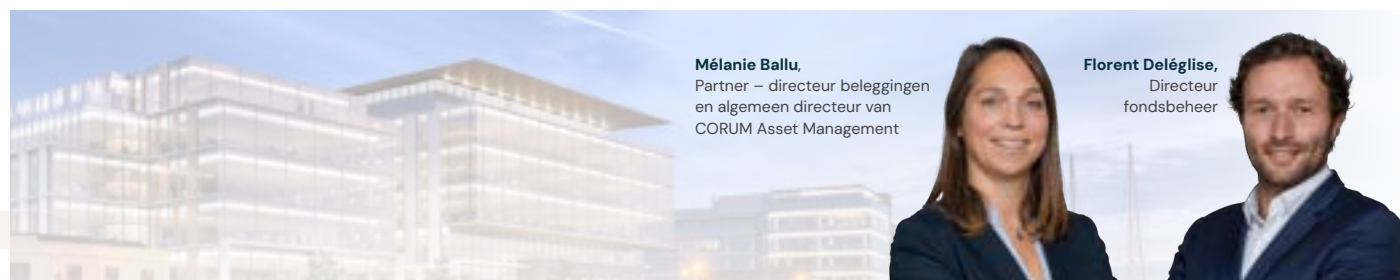 Mélanie Ballu,
Partner – directeur beleggingen
en algemeen directeur van
CORUM Asset Management
Florent Deléglise,
Directeur
fondsbeheer